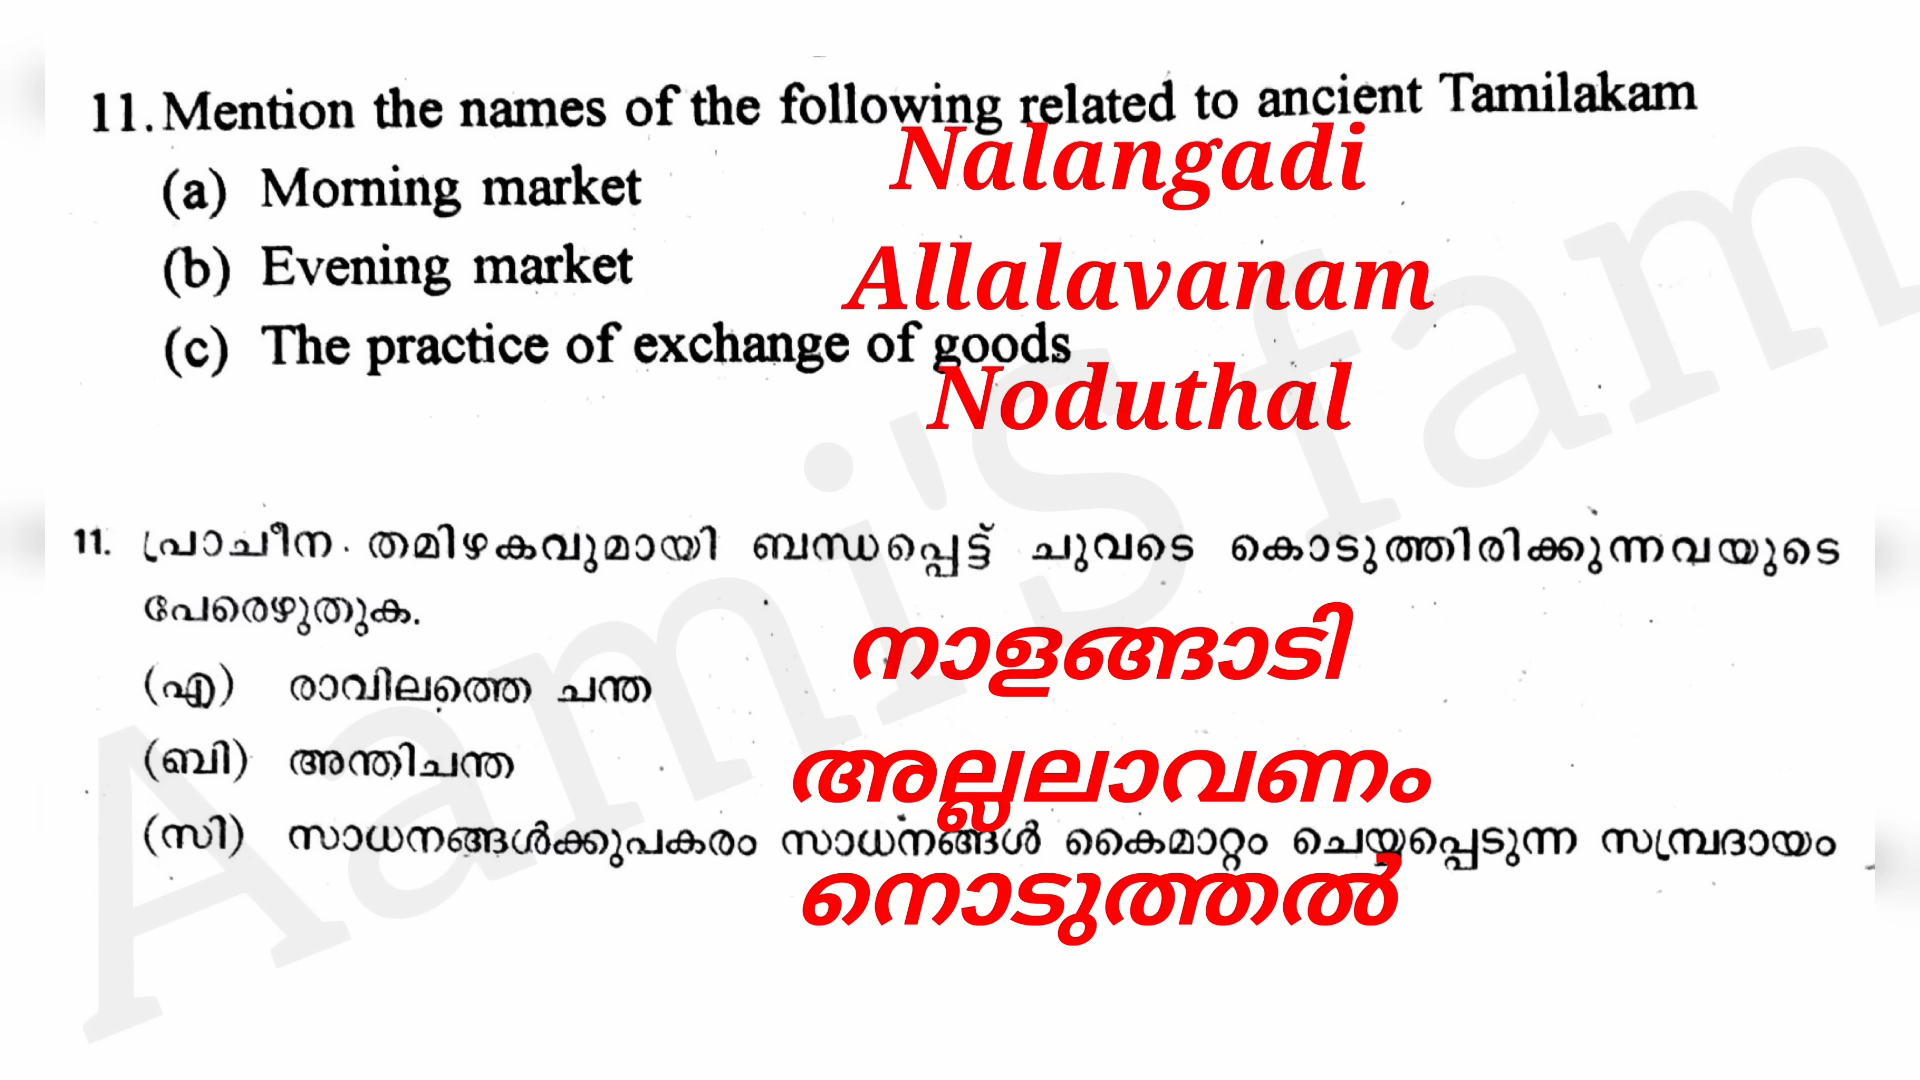 11. Mention the names of the following related to ancient Tamilakam
Nalangadi
(a) Morning market
(b) Evening market
Allalavanam
(c) The practice of exchange of goods
Noduthal
11. പ്രാചീന തമിഴകവുമായി ബന്ധപ്പെട്ട് ചുവടെ കൊടുത്തിരിക്കുന്നവയുടെ
പേരെഴുതുക.
നാളങ്ങാടി
(എ) രാവിലത്തെ ചന്ത
(ബി) അന്തിചന്ത
അല്ലലാവണം
(സി) സാധനങ്ങൾക്കുപകരം സാധനങ്ങൾ കൈമാറ്റം ചെയ്യപ്പെടുന്ന സമ്പ്രദായം
നൊടുത്തൽ
Aami'S fam